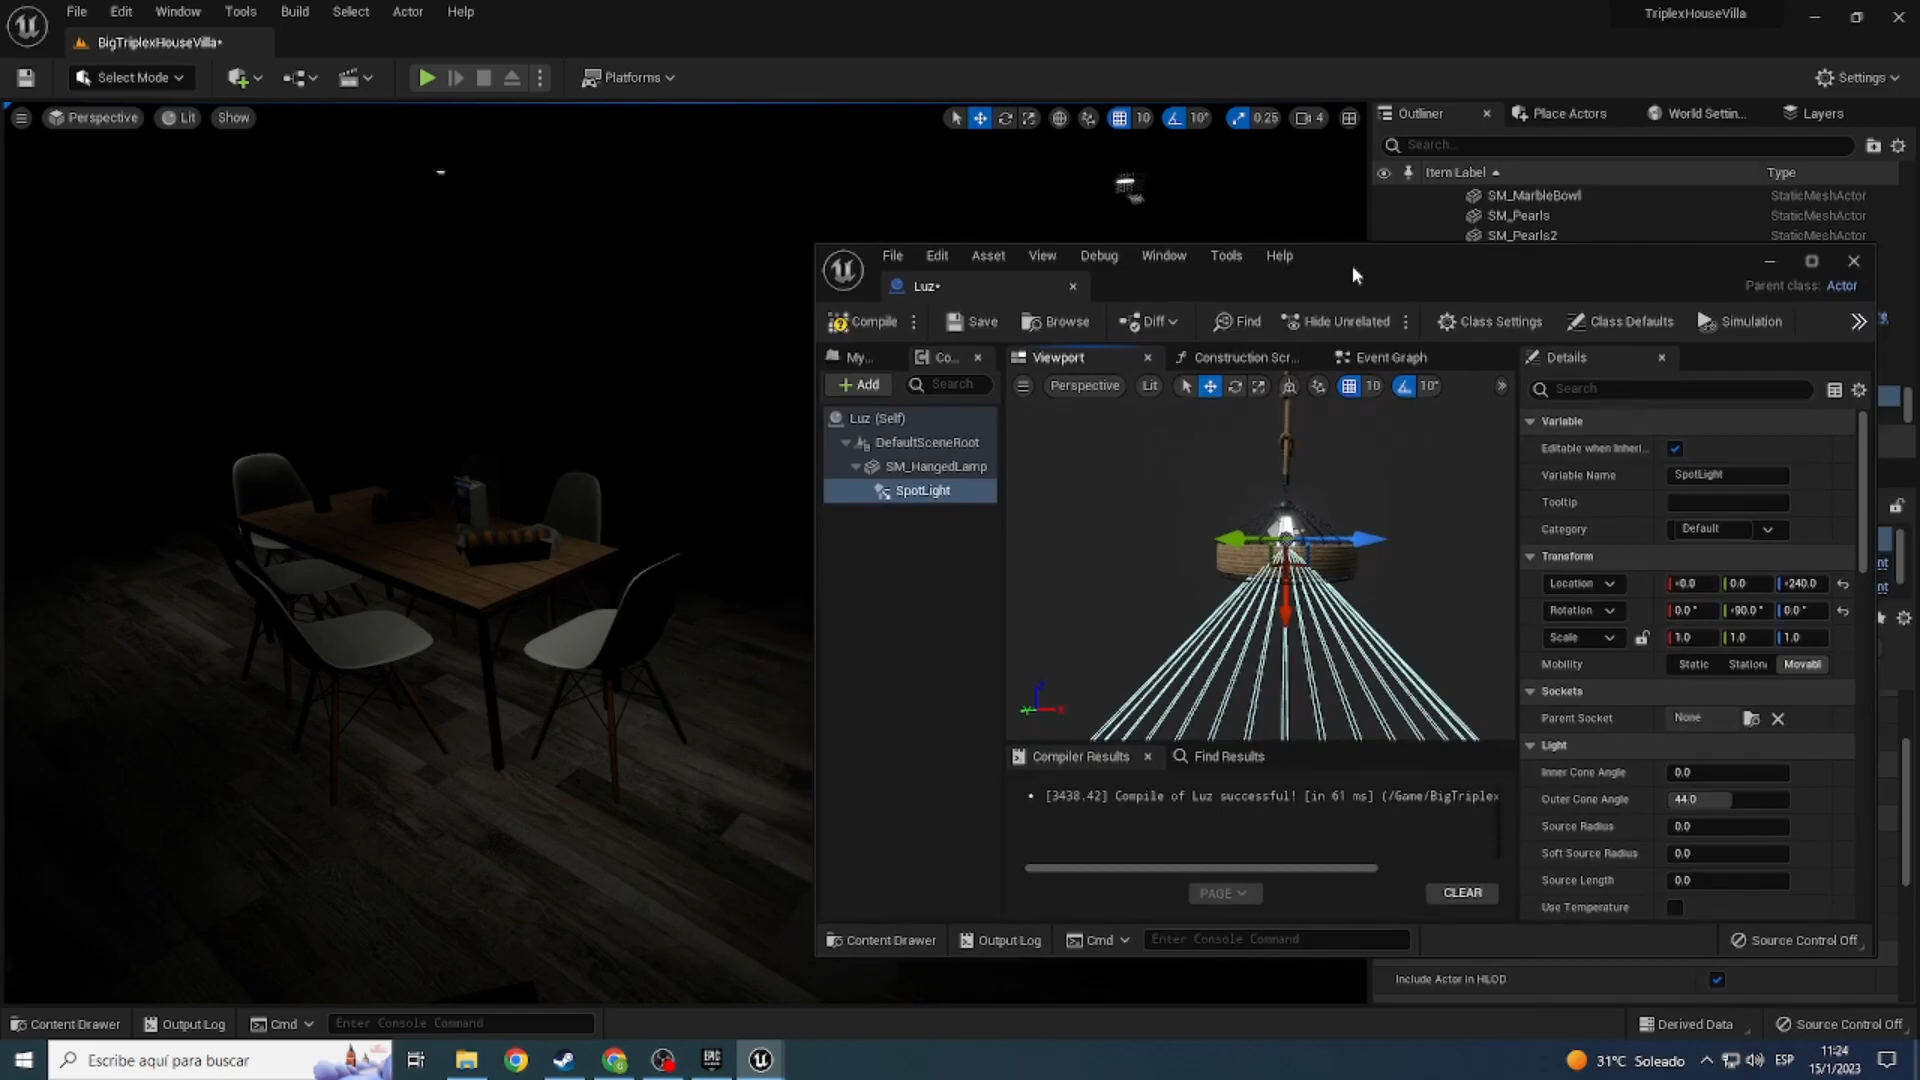 File Edit Window Tools Build Select Actor Help
TriplexHouseVilla
BigTriplexHouseVilla*
Select Mode
Platforms
Settings
Perspective Lit Show
10 10° 0.25 4
Outliner Place Actors World Settin... Layers
Search...
Item Label Type
SM_MarbleBowl StaticMeshActor
SM_Pearls StaticMeshActor
SM_Pearls2 StaticMeshActor
File Edit Asset View Debug Window Tools Help
Luz*
Parent class: Actor
Compile Save Browse Diff Find Hide Unrelated Class Settings Class Defaults Simulation
My... Co... Viewport Construction Scr... Event Graph Details
Add Search
Perspective Lit 10 10°
Search
Luz (Self)
DefaultSceneRoot
SM_HangedLamp
SpotLight
Variable
Editable when Inheri...
Variable Name SpotLight
Tooltip
Category Default
Transform
Location -0.0 0.0 -240.0
Rotation 0.0° -90.0° 0.0°
Scale 1.0 1.0 1.0
Mobility Static Station Movabl
Sockets
Parent Socket None
Light
Inner Cone Angle 0.0
Outer Cone Angle 44.0
Source Radius 0.0
Soft Source Radius 0.0
Source Length 0.0
Use Temperature
Compiler Results Find Results
[3438.42] Compile of Luz successful! [in 61 ms] (/Game/BigTriplex
PAGE CLEAR
Content Drawer Output Log Cmd Enter Console Command Source Control Off
Include Actor in HLOD
Content Drawer Output Log Cmd Enter Console Command Derived Data Source Control Off
Escribe aquí para buscar
31°C Soleado
ESP
11:24
15/1/2023